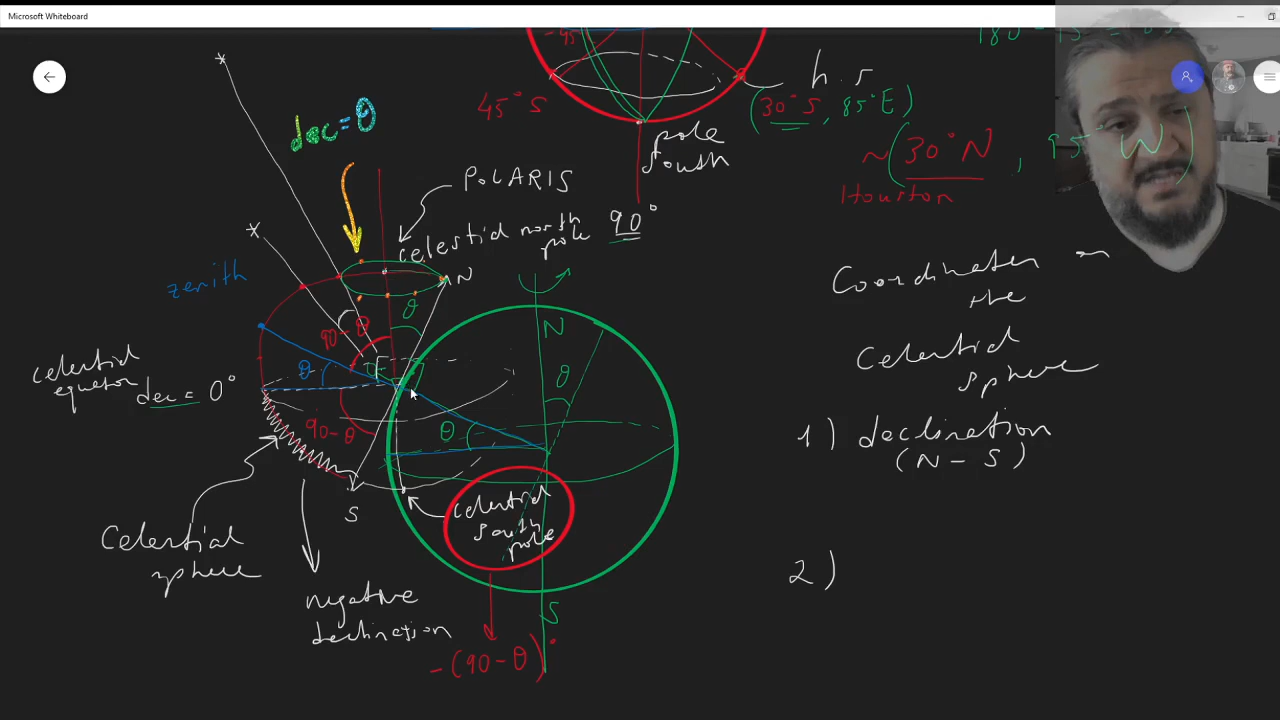 Microsoft Whiteboard
-45
h.s
45°S
(30°S, 85°E)
pole
south
~(30°N, 95°W)
Houston
dec=θ
POLARIS
celestial north
pole 90°
N
zenith
θ
90-θ
θ
N
θ
celestial
equator
dec = 0°
90-θ
θ
Coordinates on
the
Celestial
sphere
1) declination
(N - S)
S
celestial
south
pole
Celestial
sphere
2)
negative
declination
S
-(90-θ)°